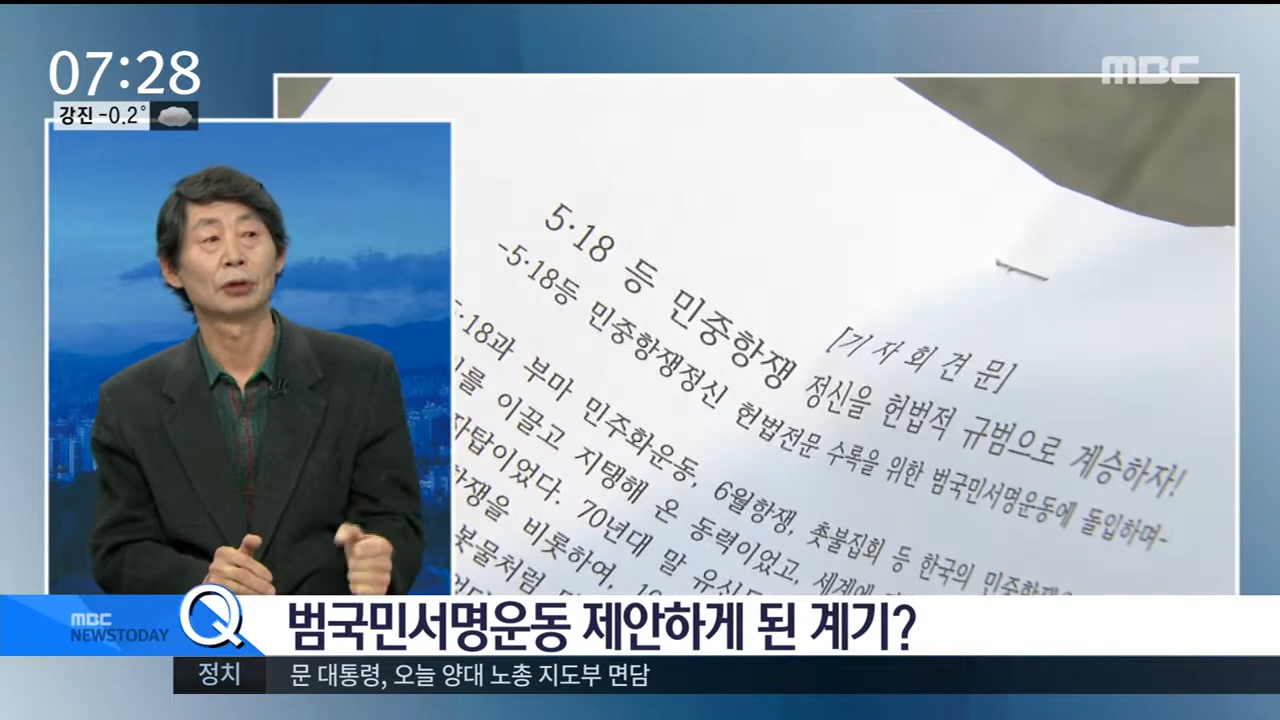 07:28
MBC
강진 -0.2°
5·18 등 민중항쟁 정신을 헌법적 규범으로 계승하자!
[기 자 회 견 문]
-5·18등 민중항쟁정신 헌법전문 수록을 위한 범국민서명운동에 돌입하며-
5·18과 부마 민주화운동, 6월항쟁, 촛불집회 등 한국의 민중항쟁
를 이끌고 지탱해 온 동력이었고, 세계에
탑이었다. 70년대 말 유신
항쟁을 비롯하여,
봇물처럼
MBC
NEWSTODAY
Q 범국민서명운동 제안하게 된 계기?
정치 문 대통령, 오늘 양대 노총 지도부 면담